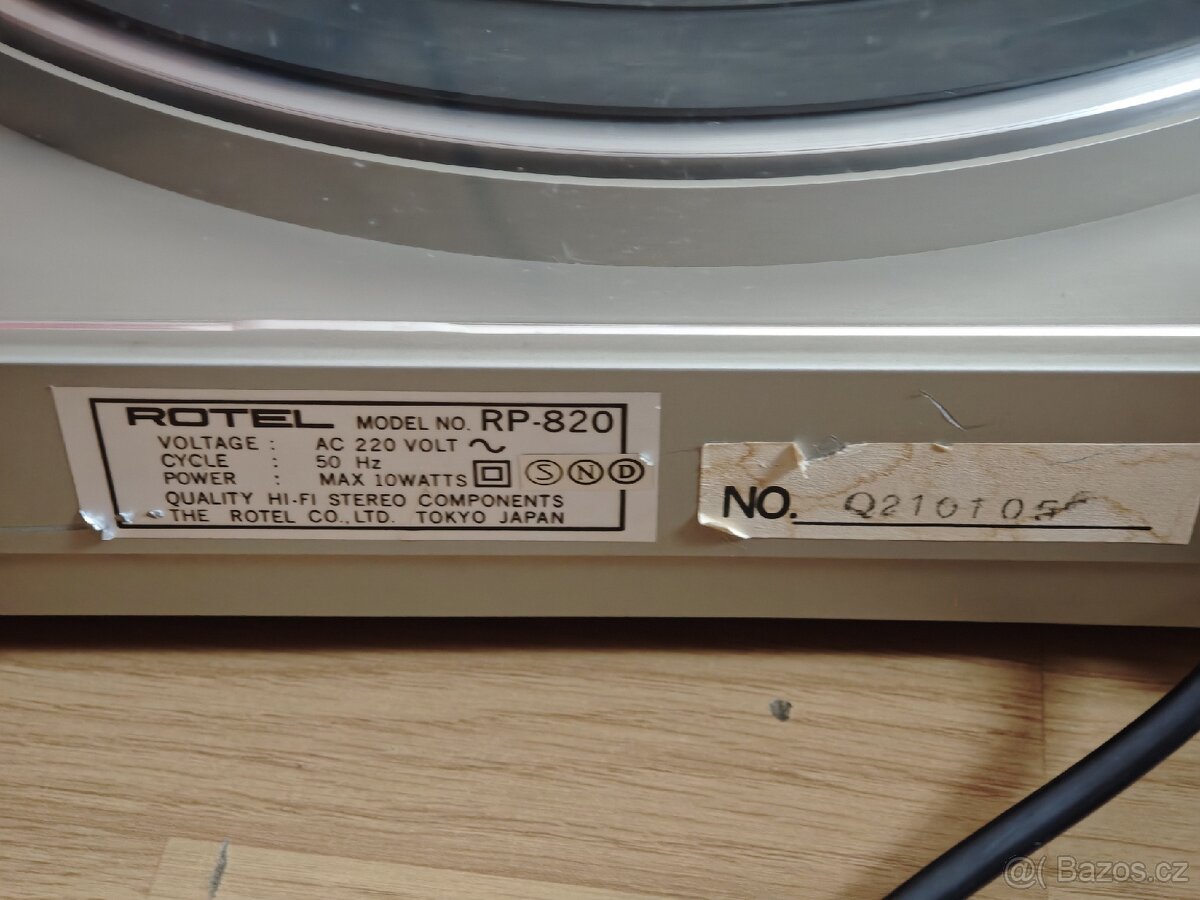 ROTEL MODEL NO. RP-820
VOLTAGE : AC 220 VOLT ~
CYCLE : 50 Hz
POWER : MAX 10WATTS S N D
QUALITY HI-FI STEREO COMPONENTS
THE ROTEL CO., LTD. TOKYO JAPAN
NO.
@( Bazos.cz